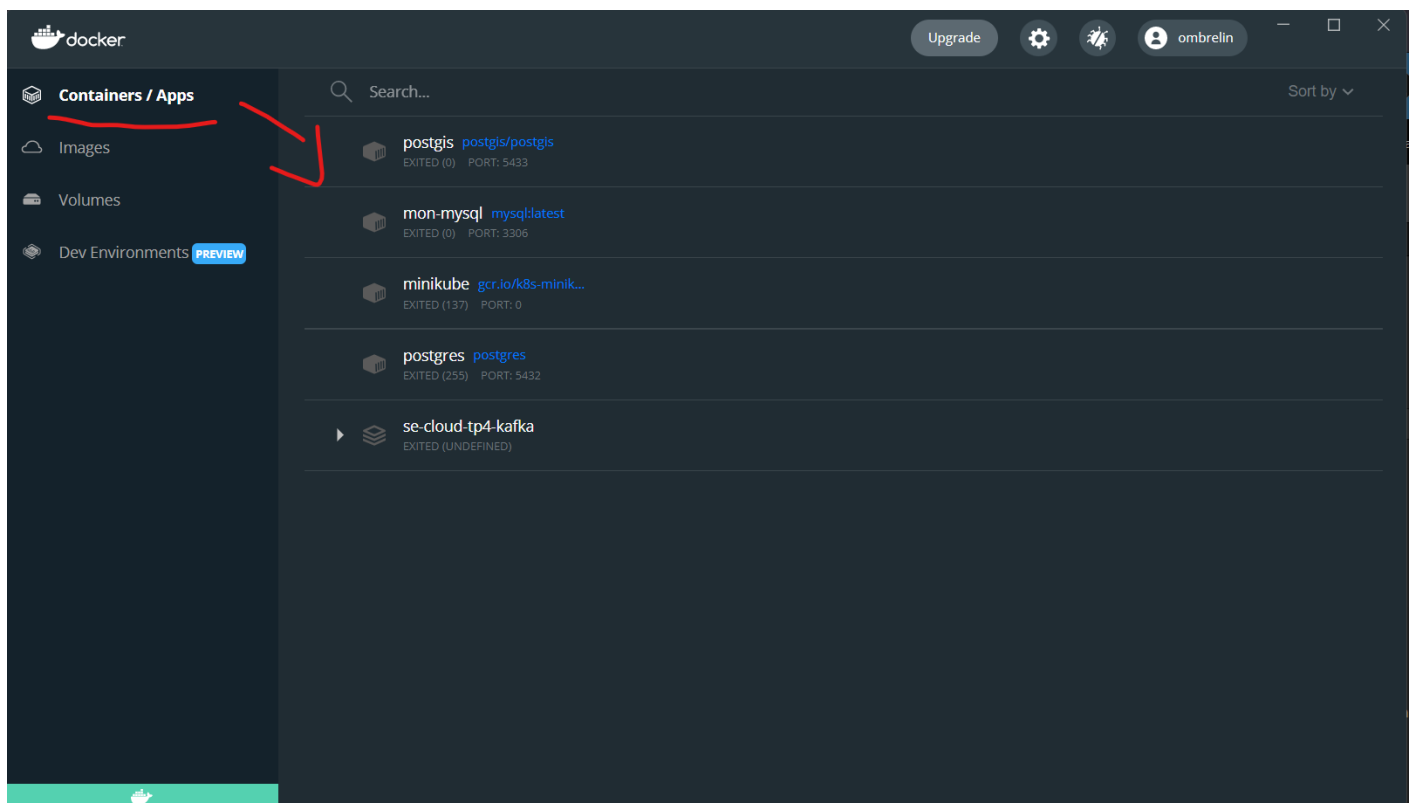 docker
Upgrade
ombrelin
Containers / Apps
Images
Volumes
Dev Environments PREVIEW
Search...
Sort by
postgis postgis/postgis
EXITED (0) PORT: 5433
mon-mysql mysql:latest
EXITED (0) PORT: 3306
minikube gcr.io/k8s-minik...
EXITED (137) PORT: 0
postgres postgres
EXITED (255) PORT: 5432
se-cloud-tp4-kafka
EXITED (UNDEFINED)